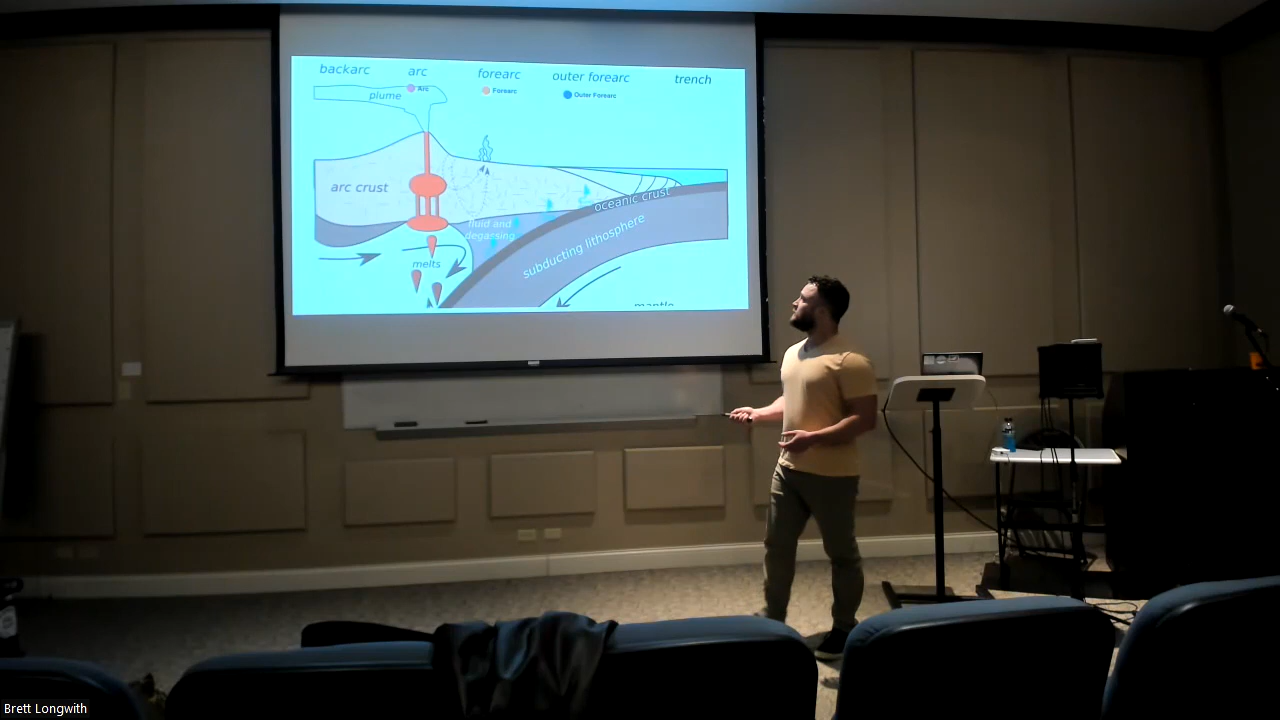 backarc
arc
forearc
outer forearc
trench
plume
Arc
Forearc
Outer Forearc
arc crust
oceanic crust
fluid and
degassing
subducting lithosphere
melts
mantle
Brett Longwith